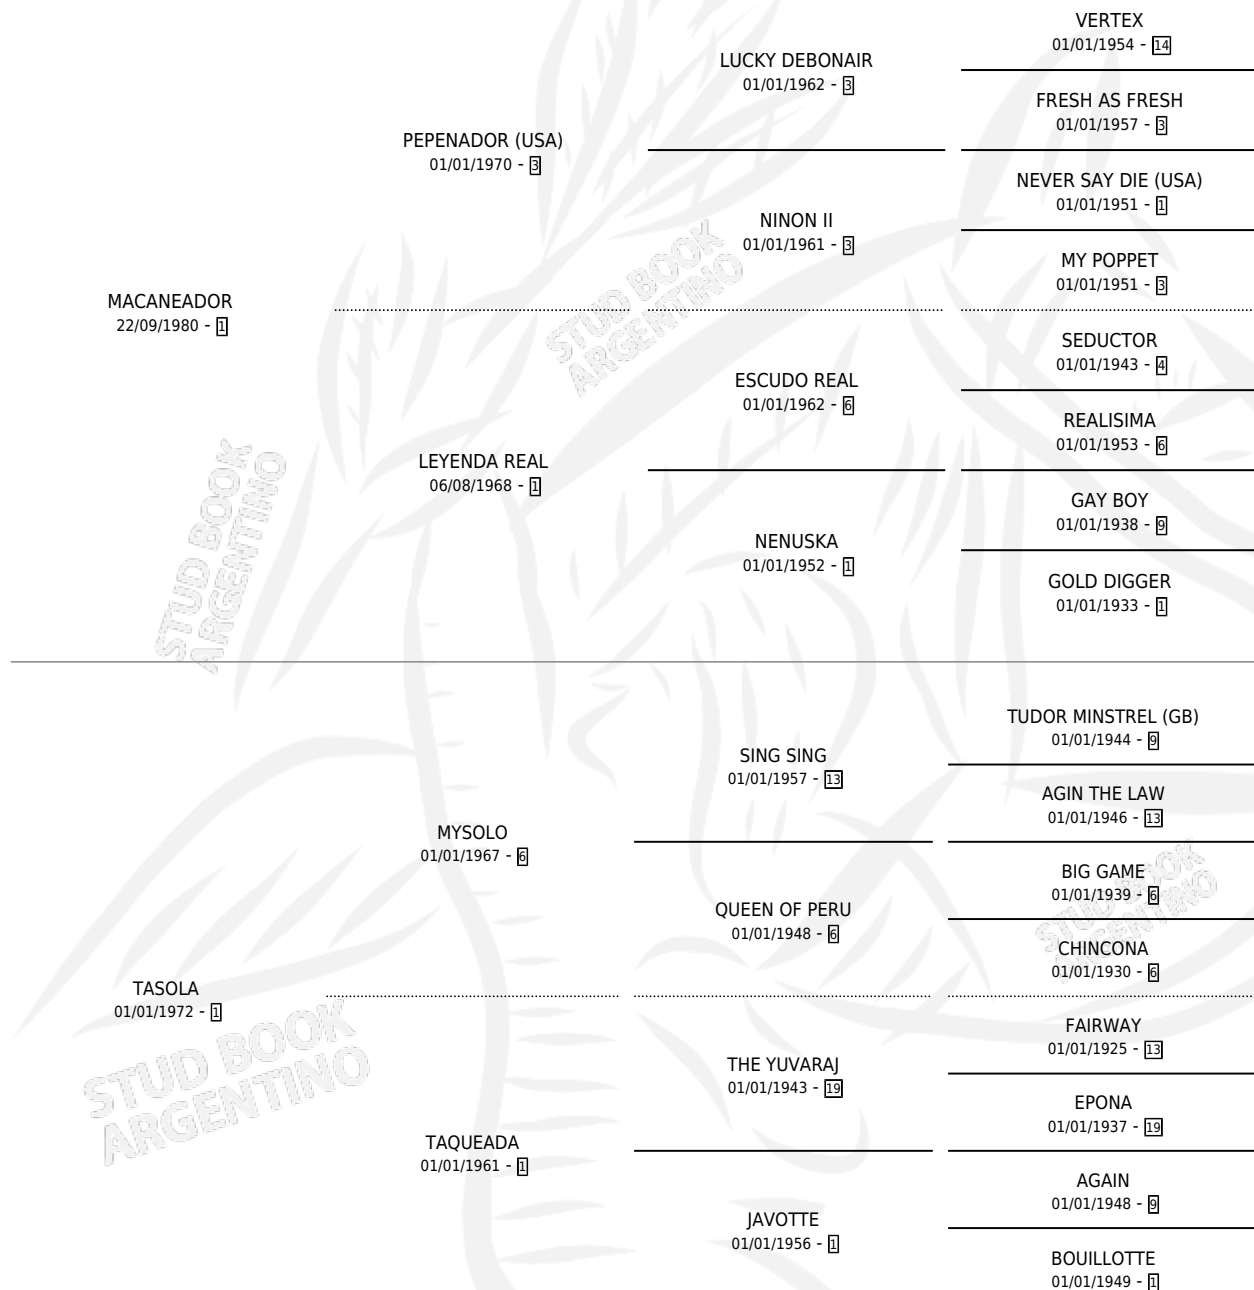 VERTEX
01/01/1954 - 14
LUCKY DEBONAIR
01/01/1962 - 3
FRESH AS FRESH
01/01/1957 - 3
PEPENADOR (USA)
01/01/1970 - 3
NEVER SAY DIE (USA)
01/01/1951 - 1
NINON II
01/01/1961 - 3
MY POPPET
01/01/1951 - 3
MACANEADOR
22/09/1980 - 1
STUD BOOK
ARGENTINO
SEDUCTOR
01/01/1943 - 4
ESCUDO REAL
01/01/1962 - 6
REALISIMA
01/01/1953 - 6
LEYENDA REAL
06/08/1968 - 1
GAY BOY
01/01/1938 - 9
NENUSKA
01/01/1952 - 1
GOLD DIGGER
01/01/1933 - 1
STUD BOOK
ARGENTINO
TUDOR MINSTREL (GB)
01/01/1944 - 9
SING SING
01/01/1957 - 13
AGIN THE LAW
01/01/1946 - 13
MYSOLO
01/01/1967 - 6
BIG GAME
01/01/1939 - 6
QUEEN OF PERU
01/01/1948 - 6
CHINCONA
01/01/1930 - 6
STUD BOOK
ARGENTINO
TASOLA
01/01/1972 - 1
FAIRWAY
01/01/1925 - 13
THE YUVARAJ
01/01/1943 - 19
EPONA
01/01/1937 - 19
STUD BOOK
ARGENTINO
TAQUEADA
01/01/1961 - 1
AGAIN
01/01/1948 - 9
JAVOTTE
01/01/1956 - 1
BOUILLOTTE
01/01/1949 - 1